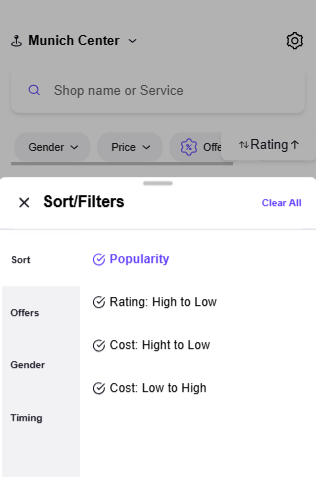 Munich Center
Shop name or Service
Gender Price Offe Rating
Sort/Filters Clear All
Sort
Popularity
Rating: High to Low
Offers
Cost: Hight to Low
Gender
Cost: Low to High
Timing